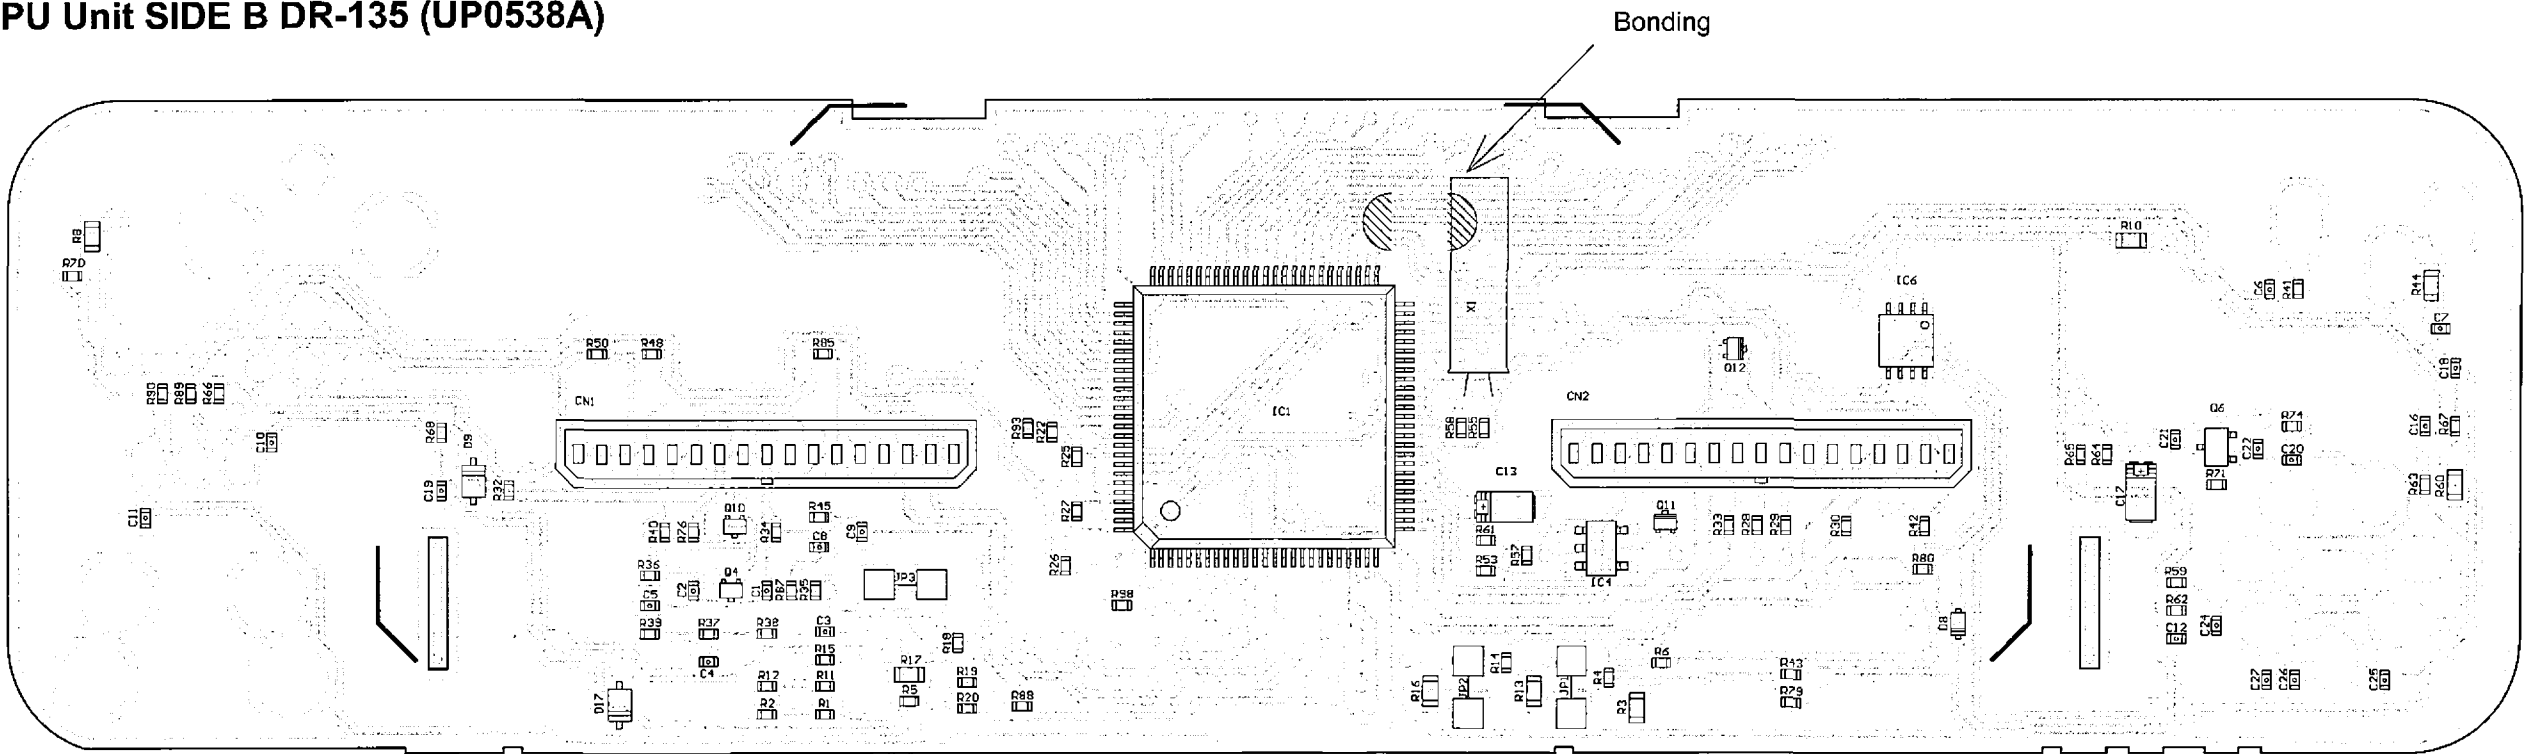 PU Unit SIDE B DR-135 (UP0538A)
Bonding
R8
R70
R10
IC6
C6
R41
R44
C7
R50
R48
R85
X1
Q12
C18
R90
R89
R66
CN1
IC1
CN2
C10
R68
D9
R93
R22
R25
R58
R55
Q6
R74
C16
R67
R65
R64
C21
C22
C20
C19
R32
C13
R71
C17
R63
R60
C11
R40
R76
Q10
R34
R45
C8
C9
R27
R61
Q11
R33
R28
R29
R30
R42
R36
C2
Q4
C1
R87
R35
JP3
R26
R53
R57
IC4
R80
R59
C5
R98
R62
R39
R37
R38
C3
R18
D8
C12
C24
C4
R15
R17
R19
R14
R6
R43
R12
R11
R5
R20
R88
R16
JP2
R13
JP1
R4
R3
R79
C27
C26
C25
D17
R2
R1